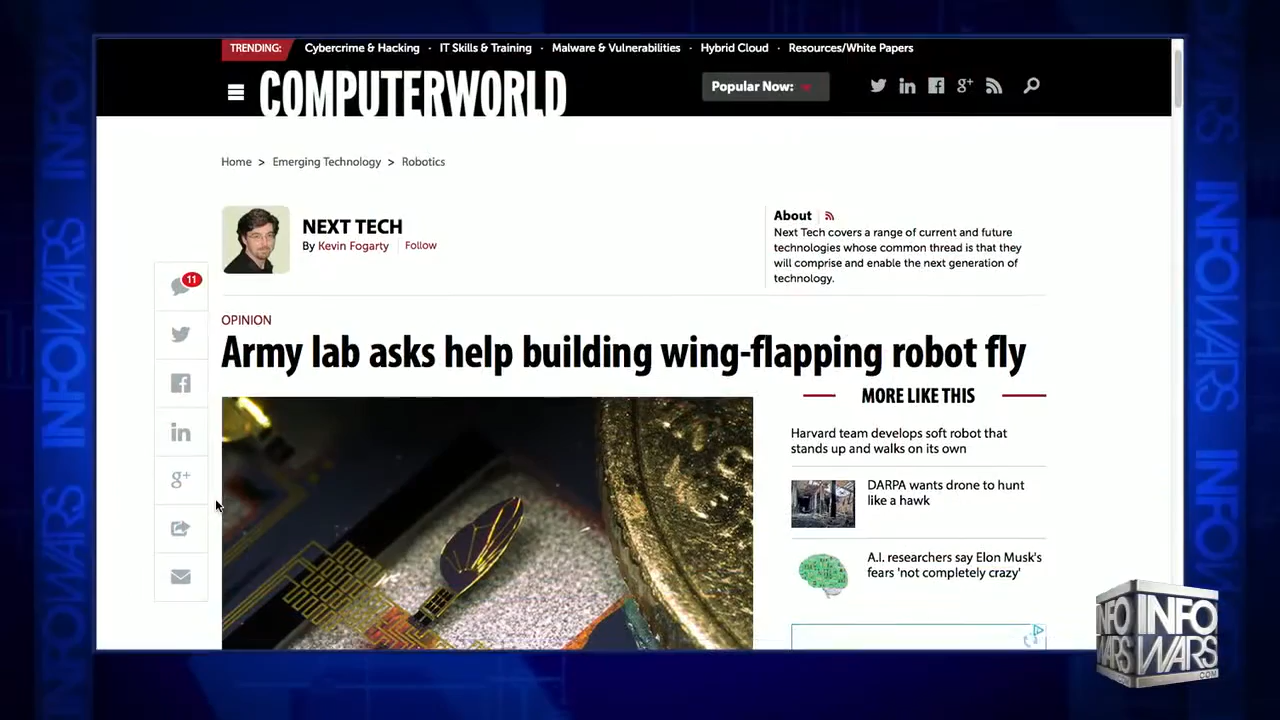 TRENDING: Cybercrime & Hacking · IT Skills & Training · Malware & Vulnerabilities · Hybrid Cloud · Resources/White Papers
COMPUTERWORLD
Popular Now:
Home > Emerging Technology > Robotics
NEXT TECH
By Kevin Fogarty
Follow
About
Next Tech covers a range of current and future
technologies whose common thread is that they
will comprise and enable the next generation of
technology.
11
OPINION
Army lab asks help building wing-flapping robot fly
MORE LIKE THIS
Harvard team develops soft robot that
stands up and walks on its own
DARPA wants drone to hunt
like a hawk
A.I. researchers say Elon Musk's
fears 'not completely crazy'
INFOWARS
INFOWARS
INFOWARS
INFOWARS
INFO
WARS
INFO
WARS
.COM